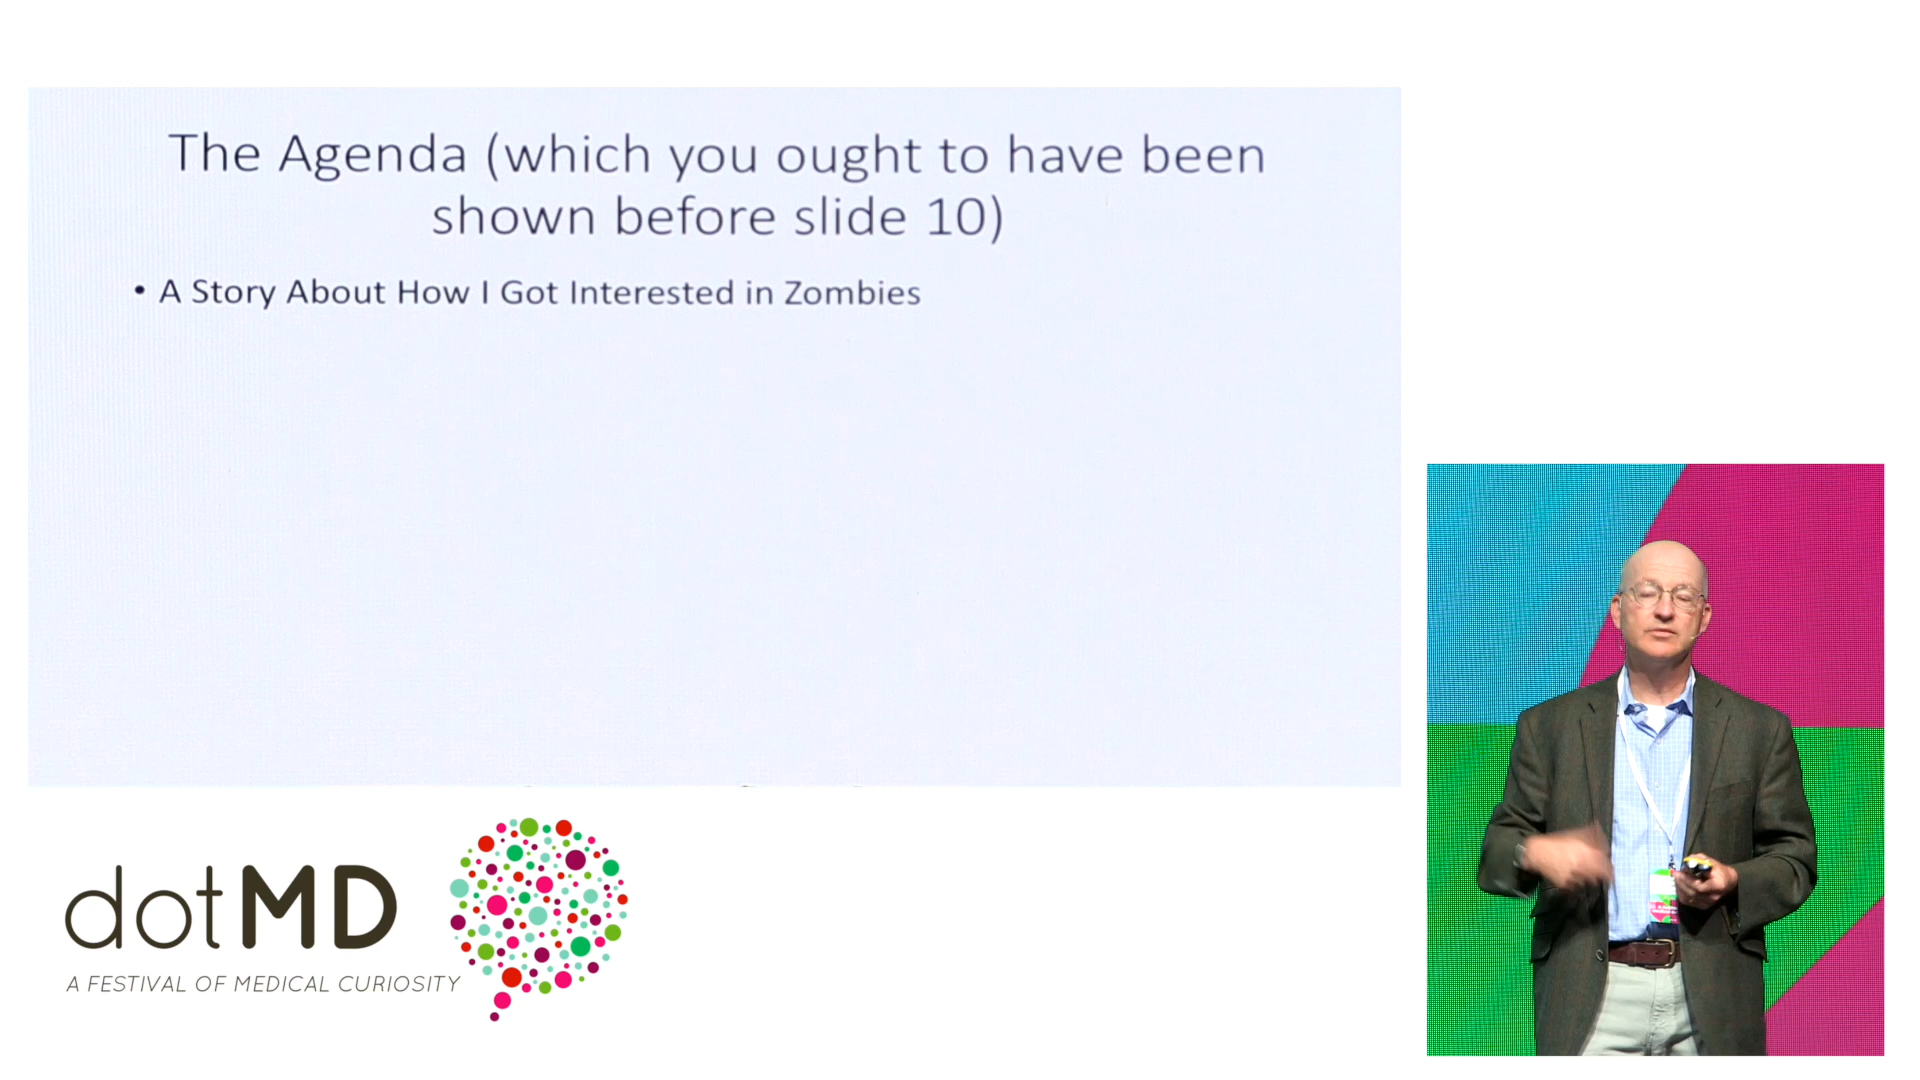 The Agenda (which you ought to have been
shown before slide 10)
• A Story About How I Got Interested in Zombies
dotMD
A FESTIVAL OF MEDICAL CURIOSITY